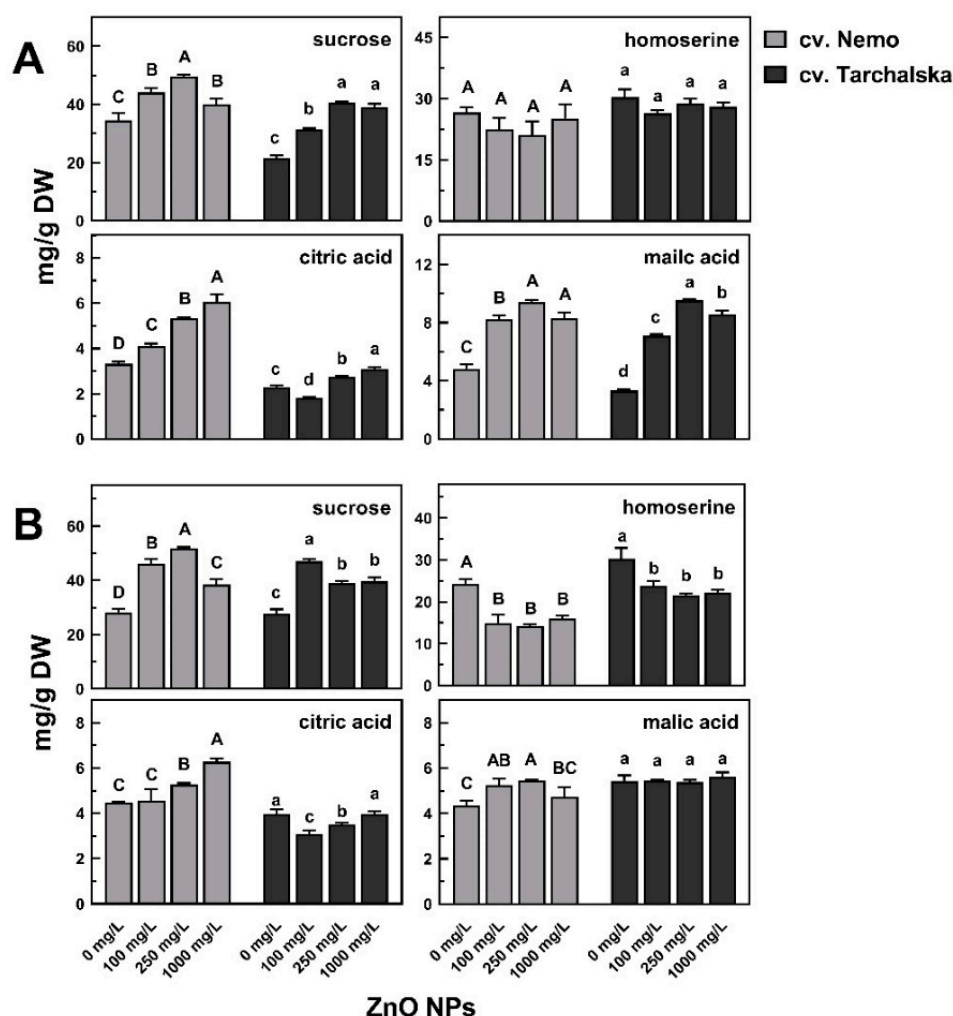 A
mg/g DW
sucrose
60
40
20
0
C B A B
c b a a
homoserine
45
30
15
0
A A A A
a a a a
cv. Nemo
cv. Tarchalska
citric acid
8
6
4
2
0
D C B A
c d b a
mailc acid
12
8
4
0
C B A A
d c a b
B
mg/g DW
sucrose
60
40
20
0
D B A C
c a b b
homoserine
40
30
20
10
0
A B B B
a b b b
citric acid
8
6
4
2
0
C C B A
a c b a
malic acid
8
6
4
2
0
C AB A BC
a a a a
0 mg/L
100 mg/L
250 mg/L
1000 mg/L
0 mg/L
100 mg/L
250 mg/L
1000 mg/L
0 mg/L
100 mg/L
250 mg/L
1000 mg/L
0 mg/L
100 mg/L
250 mg/L
1000 mg/L
ZnO NPs